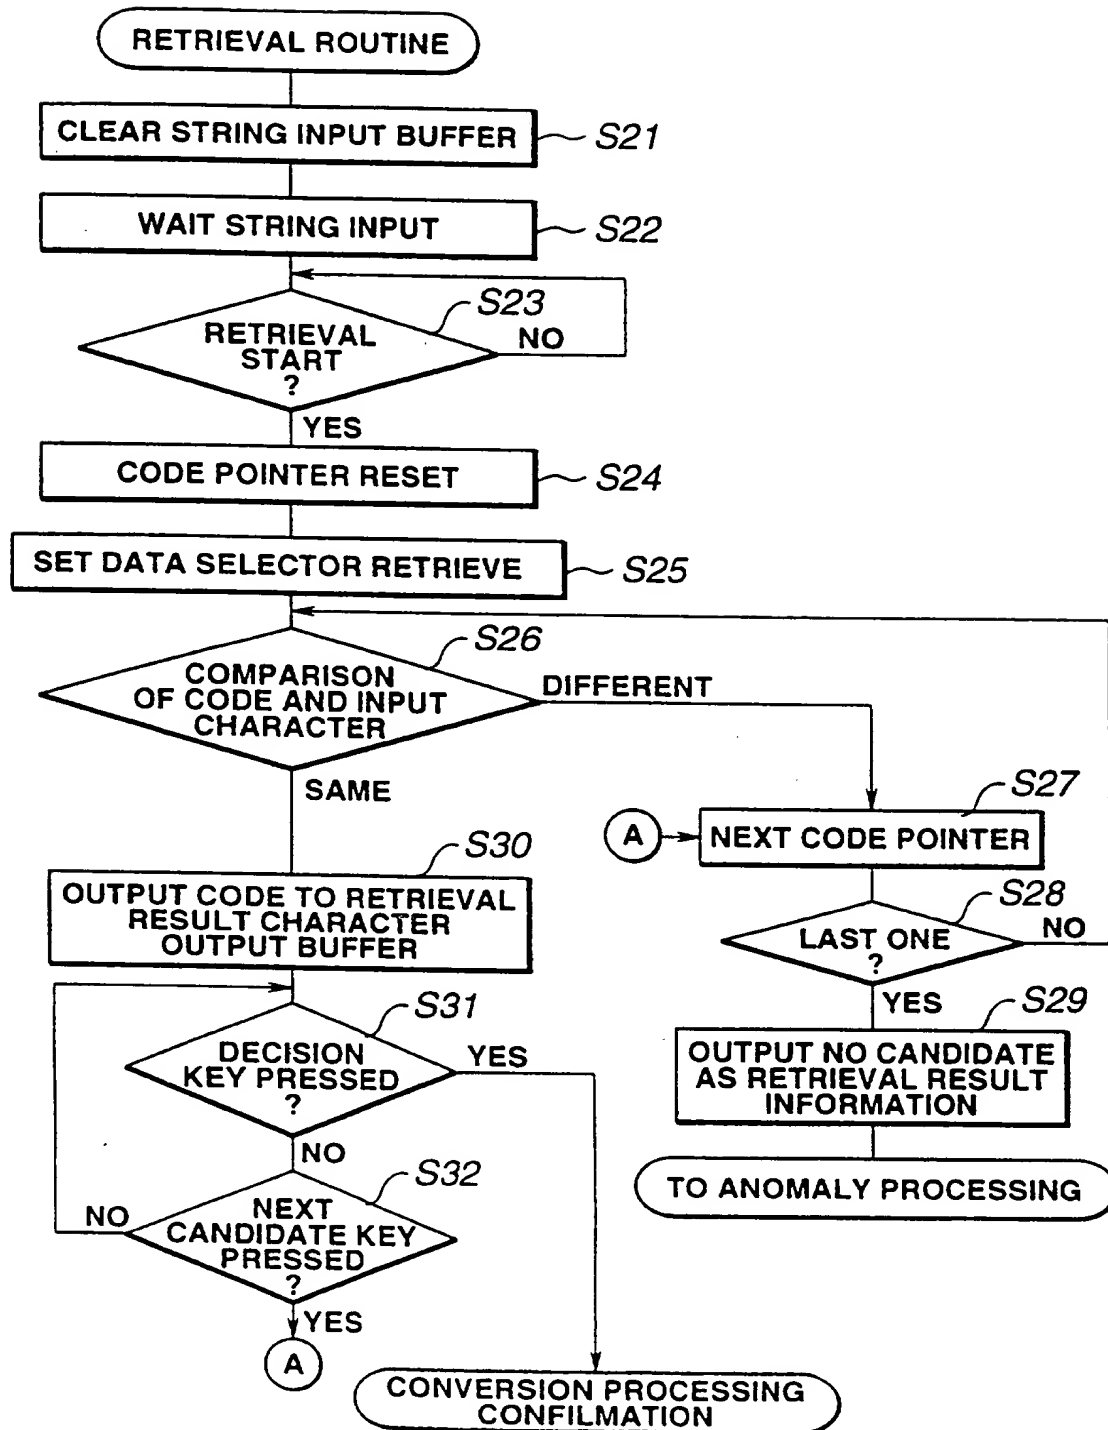 RETRIEVAL ROUTINE
CLEAR STRING INPUT BUFFER
S21
WAIT STRING INPUT
S22
S23
RETRIEVAL
START
?
NO
YES
CODE POINTER RESET
S24
SET DATA SELECTOR RETRIEVE
S25
S26
COMPARISON
OF CODE AND INPUT
CHARACTER
DIFFERENT
SAME
S27
A
NEXT CODE POINTER
S28
LAST ONE
?
NO
YES
S29
OUTPUT NO CANDIDATE
AS RETRIEVAL RESULT
INFORMATION
TO ANOMALY PROCESSING
S30
OUTPUT CODE TO RETRIEVAL
RESULT CHARACTER
OUTPUT BUFFER
S31
DECISION
KEY PRESSED
?
YES
NO
S32
NEXT
CANDIDATE KEY
PRESSED
?
NO
YES
A
CONVERSION PROCESSING
CONFILMATION